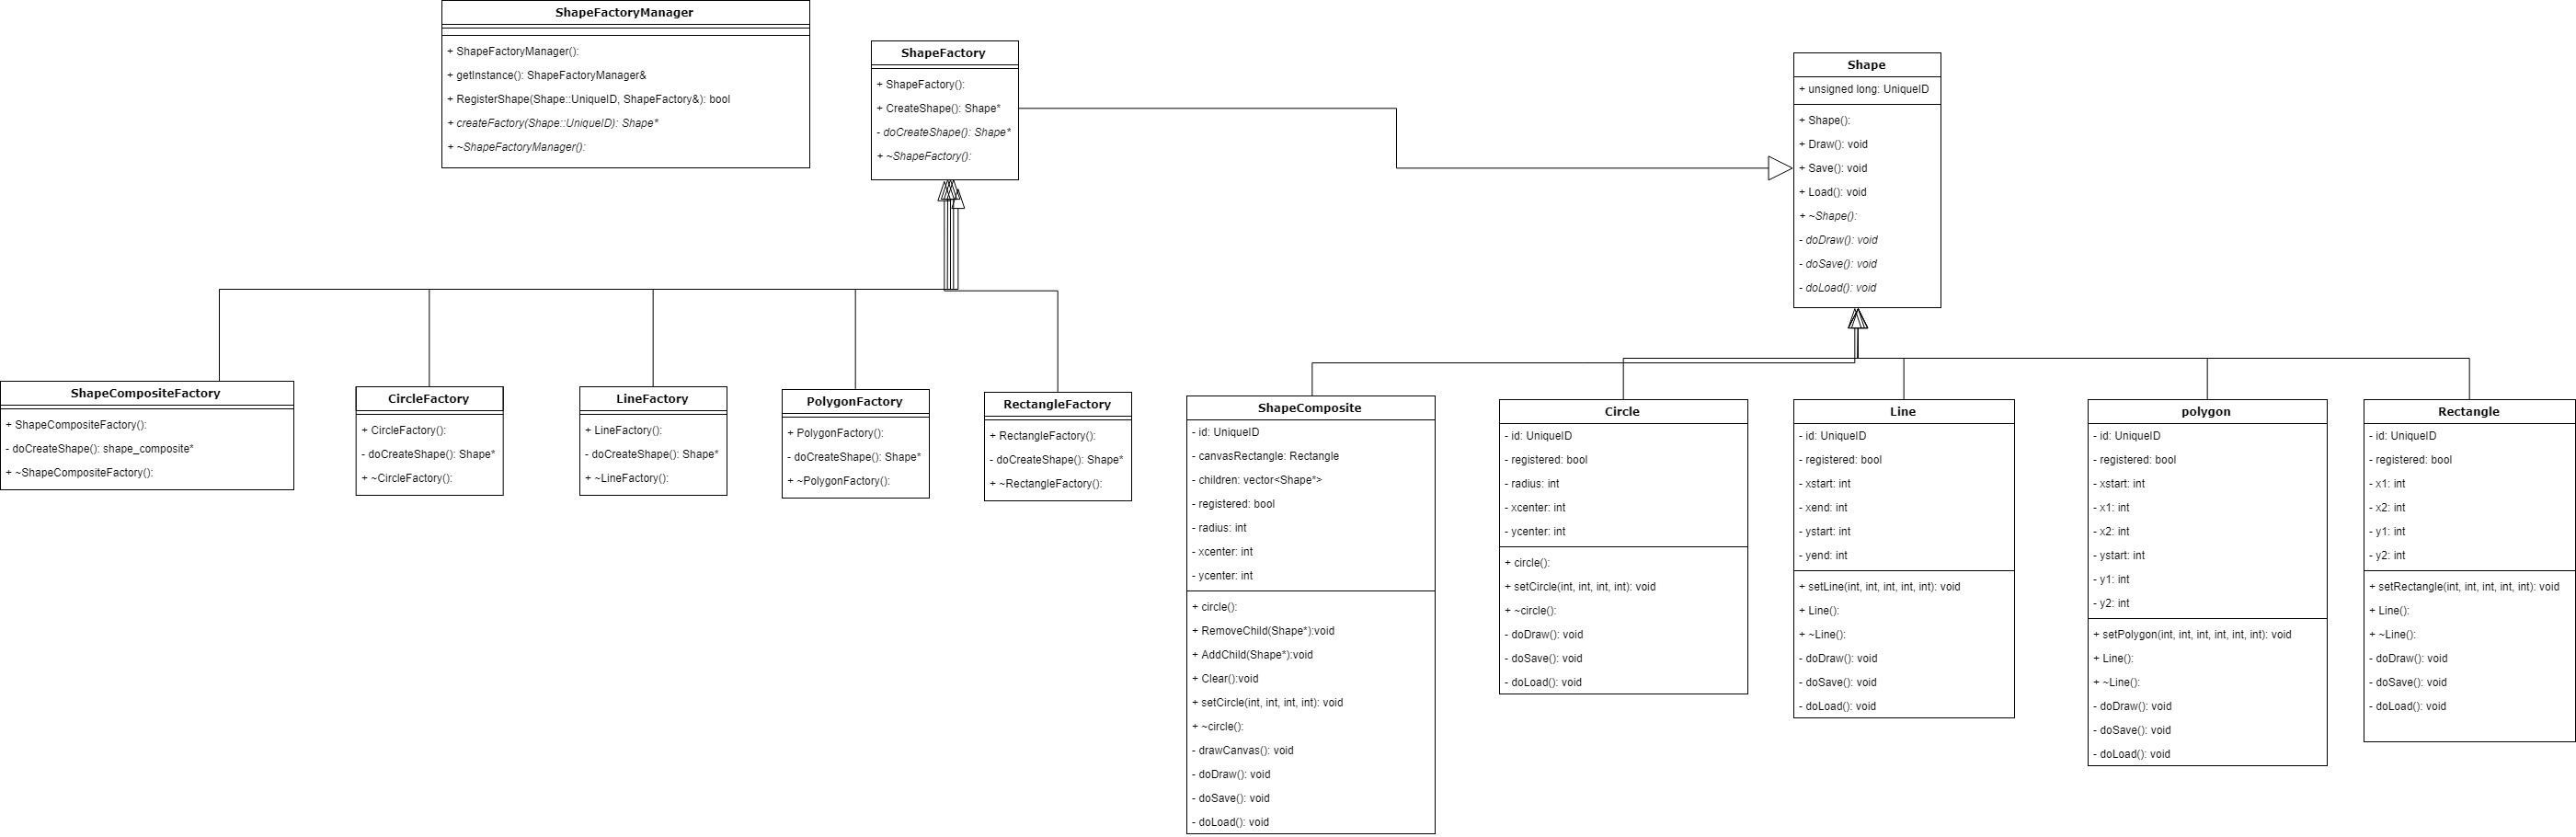 ShapeFactoryManager
+ ShapeFactoryManager():
+ getInstance(): ShapeFactoryManager&
+ RegisterShape(Shape::UniqueID, ShapeFactory&): bool
+ createFactory(Shape::UniqueID): Shape*
+ ~ShapeFactoryManager():
ShapeFactory
+ ShapeFactory():
+ CreateShape(): Shape*
- doCreateShape(): Shape*
+ ~ShapeFactory():
Shape
+ unsigned long: UniqueID
+ Shape():
+ Draw(): void
+ Save(): void
+ Load(): void
+ ~Shape():
- doDraw(): void
- doSave(): void
- doLoad(): void
ShapeCompositeFactory
+ ShapeCompositeFactory():
- doCreateShape(): shape_composite*
+ ~ShapeCompositeFactory():
CircleFactory
+ CircleFactory():
- doCreateShape(): Shape*
+ ~CircleFactory():
LineFactory
+ LineFactory():
- doCreateShape(): Shape*
+ ~LineFactory():
PolygonFactory
+ PolygonFactory():
- doCreateShape(): Shape*
+ ~PolygonFactory():
RectangleFactory
+ RectangleFactory():
- doCreateShape(): Shape*
+ ~RectangleFactory():
ShapeComposite
- id: UniqueID
- canvasRectangle: Rectangle
- children: vector<Shape*>
- registered: bool
- radius: int
- xcenter: int
- ycenter: int
+ circle():
+ RemoveChild(Shape*):void
+ AddChild(Shape*):void
+ Clear():void
+ setCircle(int, int, int, int): void
+ ~circle():
- drawCanvas(): void
- doDraw(): void
- doSave(): void
- doLoad(): void
Circle
- id: UniqueID
- registered: bool
- radius: int
- xcenter: int
- ycenter: int
+ circle():
+ setCircle(int, int, int, int): void
+ ~circle():
- doDraw(): void
- doSave(): void
- doLoad(): void
Line
- id: UniqueID
- registered: bool
- xstart: int
- xend: int
- ystart: int
- yend: int
+ setLine(int, int, int, int, int): void
+ Line():
+ ~Line():
- doDraw(): void
- doSave(): void
- doLoad(): void
polygon
- id: UniqueID
- registered: bool
- xstart: int
- x1: int
- x2: int
- ystart: int
- y1: int
- y2: int
+ setPolygon(int, int, int, int, int, int): void
+ Line():
+ ~Line():
- doDraw(): void
- doSave(): void
- doLoad(): void
Rectangle
- id: UniqueID
- registered: bool
- x1: int
- x2: int
- y1: int
- y2: int
+ setRectangle(int, int, int, int, int): void
+ Line():
+ ~Line():
- doDraw(): void
- doSave(): void
- doLoad(): void